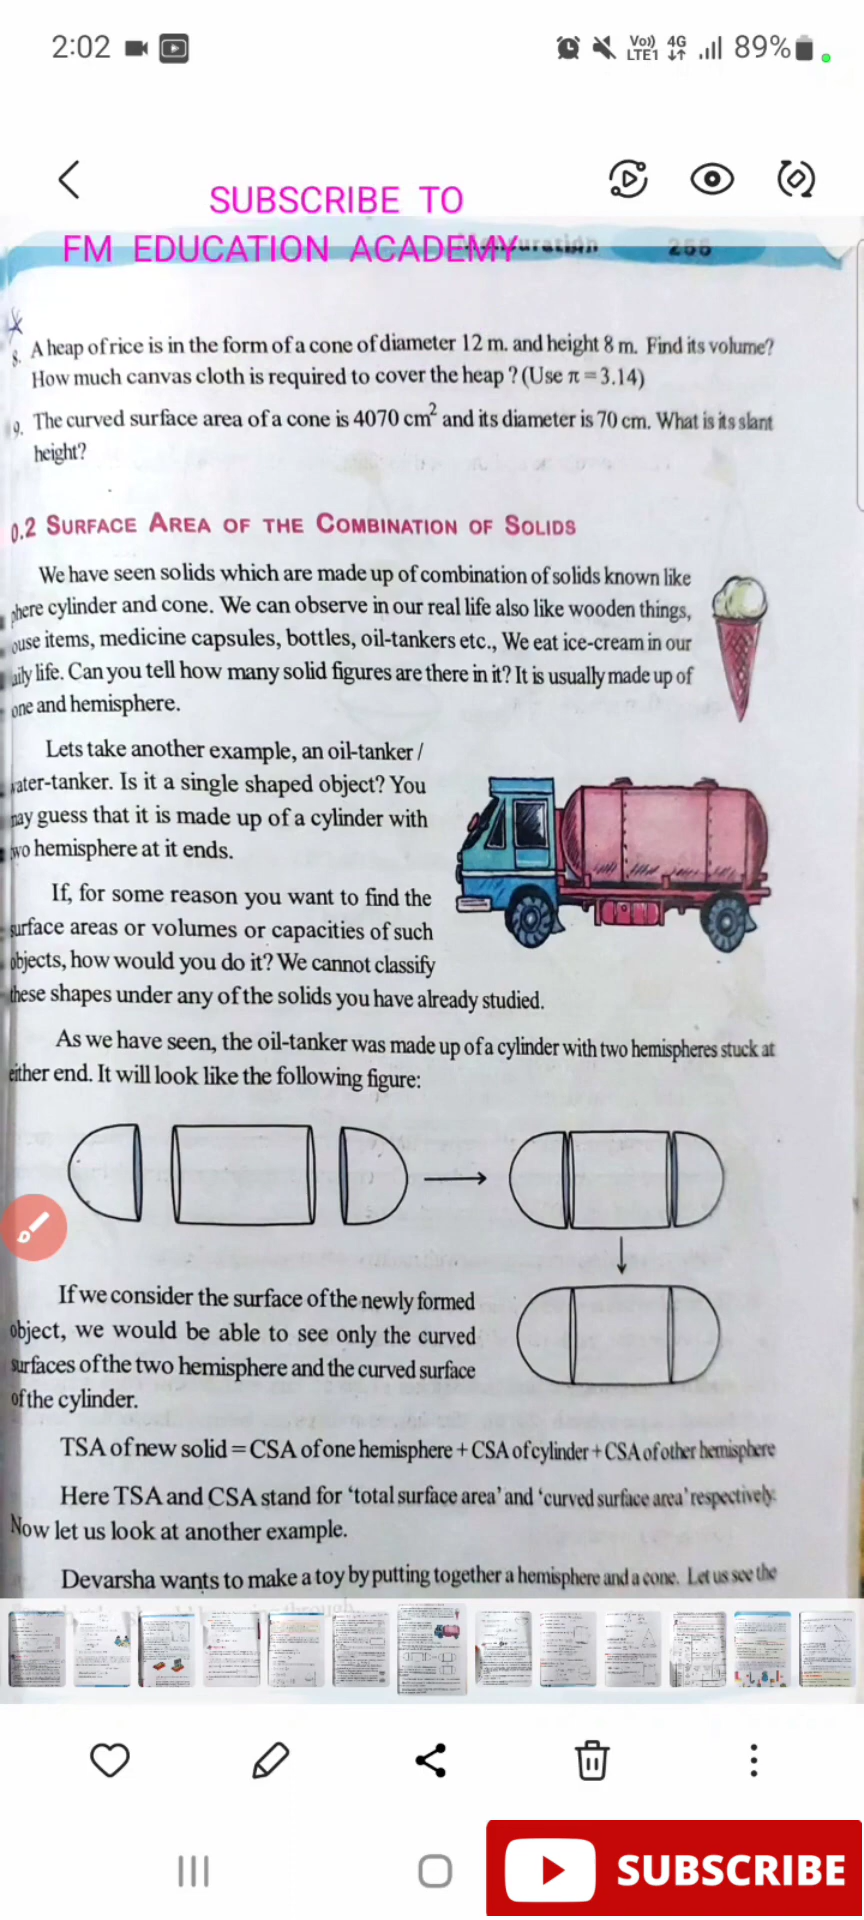 2:02
Vo)) LTE1 4G 89%
SUBSCRIBE TO
FM EDUCATION ACADEMY
8. A heap of rice is in the form of a cone of diameter 12 m. and height 8 m. Find its volume?
How much canvas cloth is required to cover the heap ? (Use π = 3.14)
9. The curved surface area of a cone is 4070 cm² and its diameter is 70 cm. What is its slant
height?
0.2 SURFACE AREA OF THE COMBINATION OF SOLIDS
We have seen solids which are made up of combination of solids known like
phere cylinder and cone. We can observe in our real life also like wooden things,
ouse items, medicine capsules, bottles, oil-tankers etc., We eat ice-cream in our
aily life. Can you tell how many solid figures are there in it? It is usually made up of
one and hemisphere.
Lets take another example, an oil-tanker /
vater-tanker. Is it a single shaped object? You
nay guess that it is made up of a cylinder with
wo hemisphere at it ends.
If, for some reason you want to find the
surface areas or volumes or capacities of such
objects, how would you do it? We cannot classify
these shapes under any of the solids you have already studied.
As we have seen, the oil-tanker was made up of a cylinder with two hemispheres stuck at
either end. It will look like the following figure:
If we consider the surface of the newly formed
object, we would be able to see only the curved
surfaces of the two hemisphere and the curved surface
of the cylinder.
TSA of new solid = CSA of one hemisphere + CSA of cylinder + CSA of other hemisphere
Here TSA and CSA stand for 'total surface area' and 'curved surface area' respectively.
Now let us look at another example.
Devarsha wants to make a toy by putting together a hemisphere and a cone. Let us see the
SUBSCRIBE